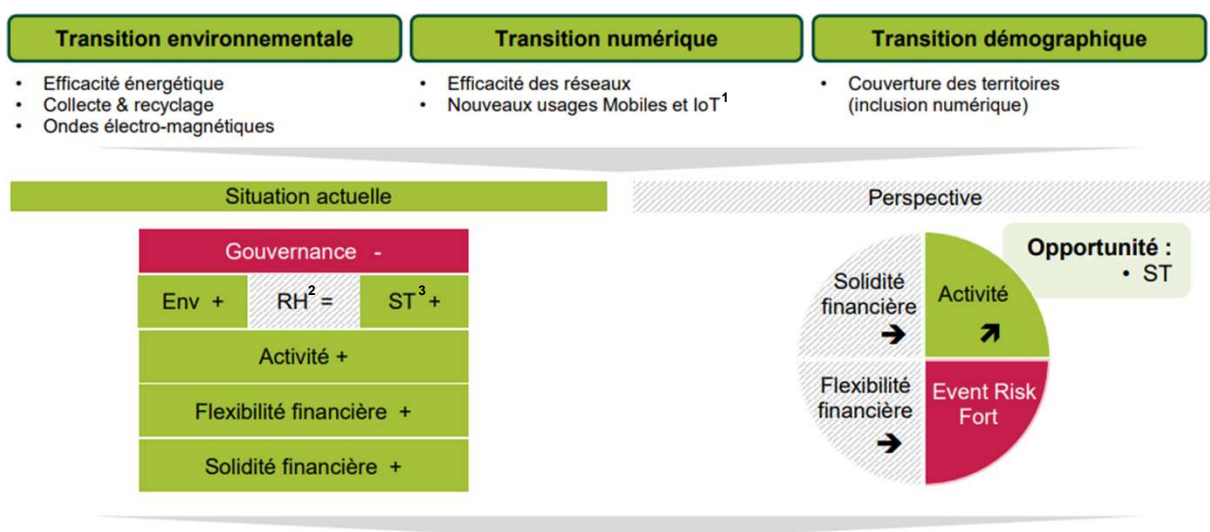 Transition environnementale
• Efficacité énergétique
• Collecte & recyclage
• Ondes électro-magnétiques
Transition numérique
• Efficacité des réseaux
• Nouveaux usages Mobiles et IoT¹
Transition démographique
• Couverture des territoires
(inclusion numérique)
Situation actuelle
Gouvernance -
Env + RH² = ST³ +
Activité +
Flexibilité financière +
Solidité financière +
Perspective
Solidité
financière
➔
Activité
➔
Flexibilité
financière
➔
Event Risk
Fort
Opportunité :
• ST